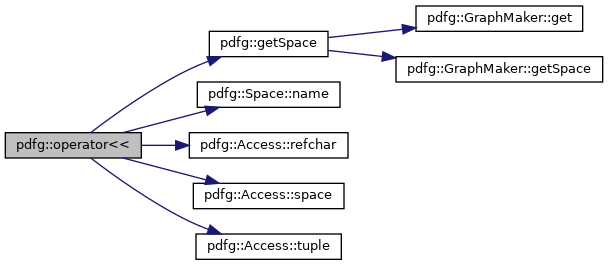 pdfg::operator<<
pdfg::getSpace
pdfg::GraphMaker::get
pdfg::GraphMaker::getSpace
pdfg::Space::name
pdfg::Access::refchar
pdfg::Access::space
pdfg::Access::tuple